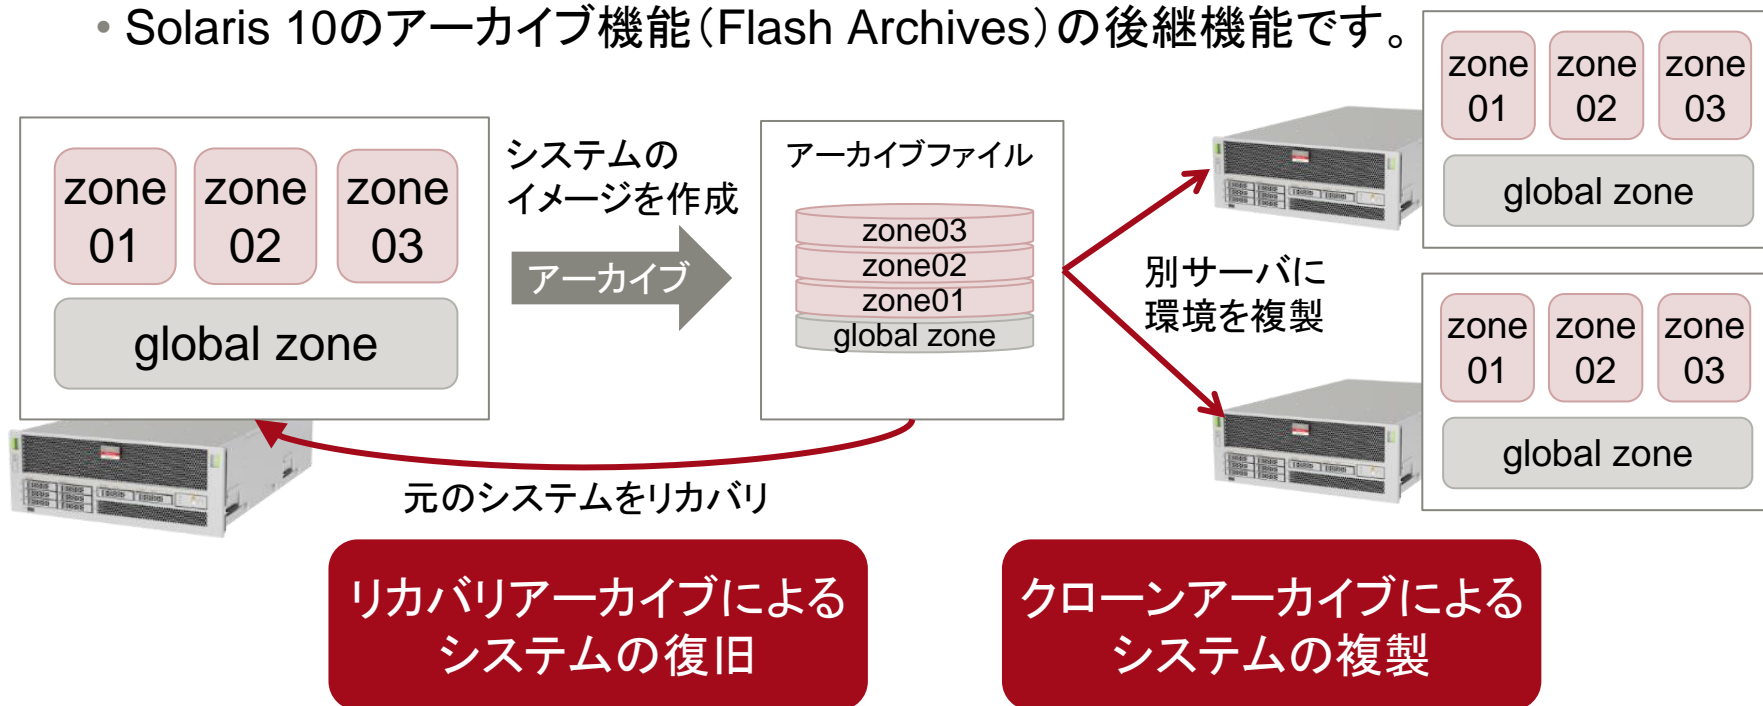 • Solaris 10のアーカイブ機能（Flash Archives）の後継機能です。
zone
01
zone
02
zone
03
global zone
システムの
イメージを作成
アーカイブ
アーカイブファイル
zone03
zone02
zone01
global zone
別サーバに
環境を複製
zone
01
zone
02
zone
03
global zone
zone
01
zone
02
zone
03
global zone
元のシステムをリカバリ
リカバリアーカイブによる
システムの復旧
クローンアーカイブによる
システムの複製